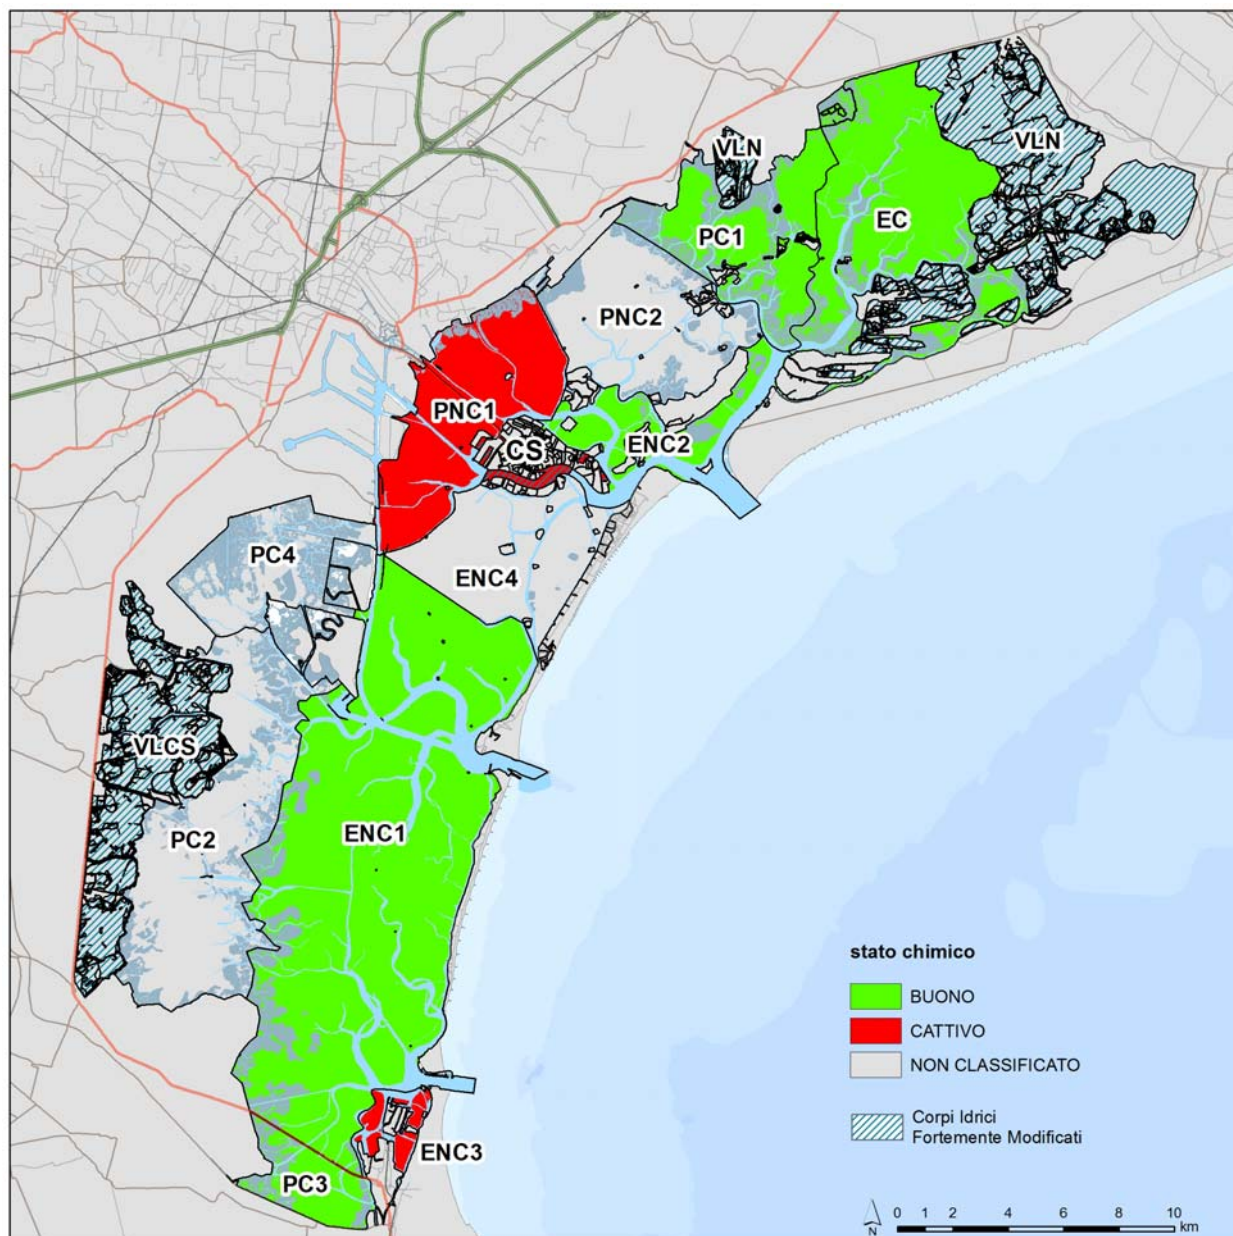 VLN
VLN
EC
PC1
PNC2
PNC1
CS
ENC2
PC4
ENC4
VLCS
PC2
ENC1
ENC3
PC3
stato chimico
BUONO
CATTIVO
NON CLASSIFICATO
Corpi Idrici
Fortemente Modificati
N
0 1 2 4 6 8 10
km